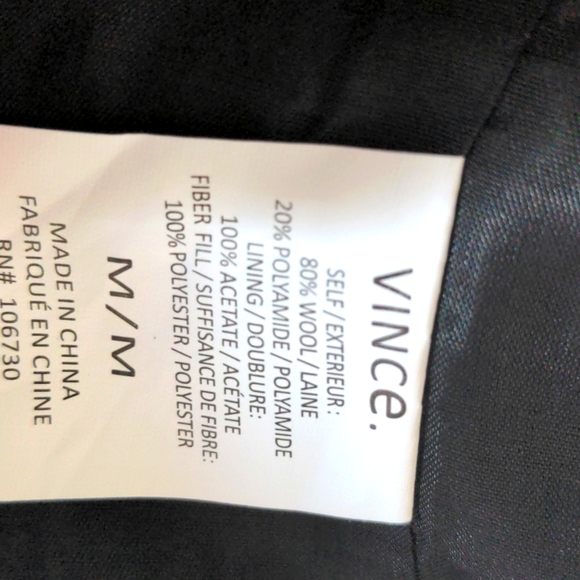 VINCE.
SELF / EXTERIEUR:
80% WOOL / LAINE
20% POLYAMIDE / POLYAMIDE
LINING / DOUBLURE:
100% ACETATE / ACÉTATE
FIBER FILL / SUFFISANCE DE FIBRE:
100% POLYESTER / POLYESTER
M/M
MADE IN CHINA
FABRIQUÉ EN CHINE
RN# 106730